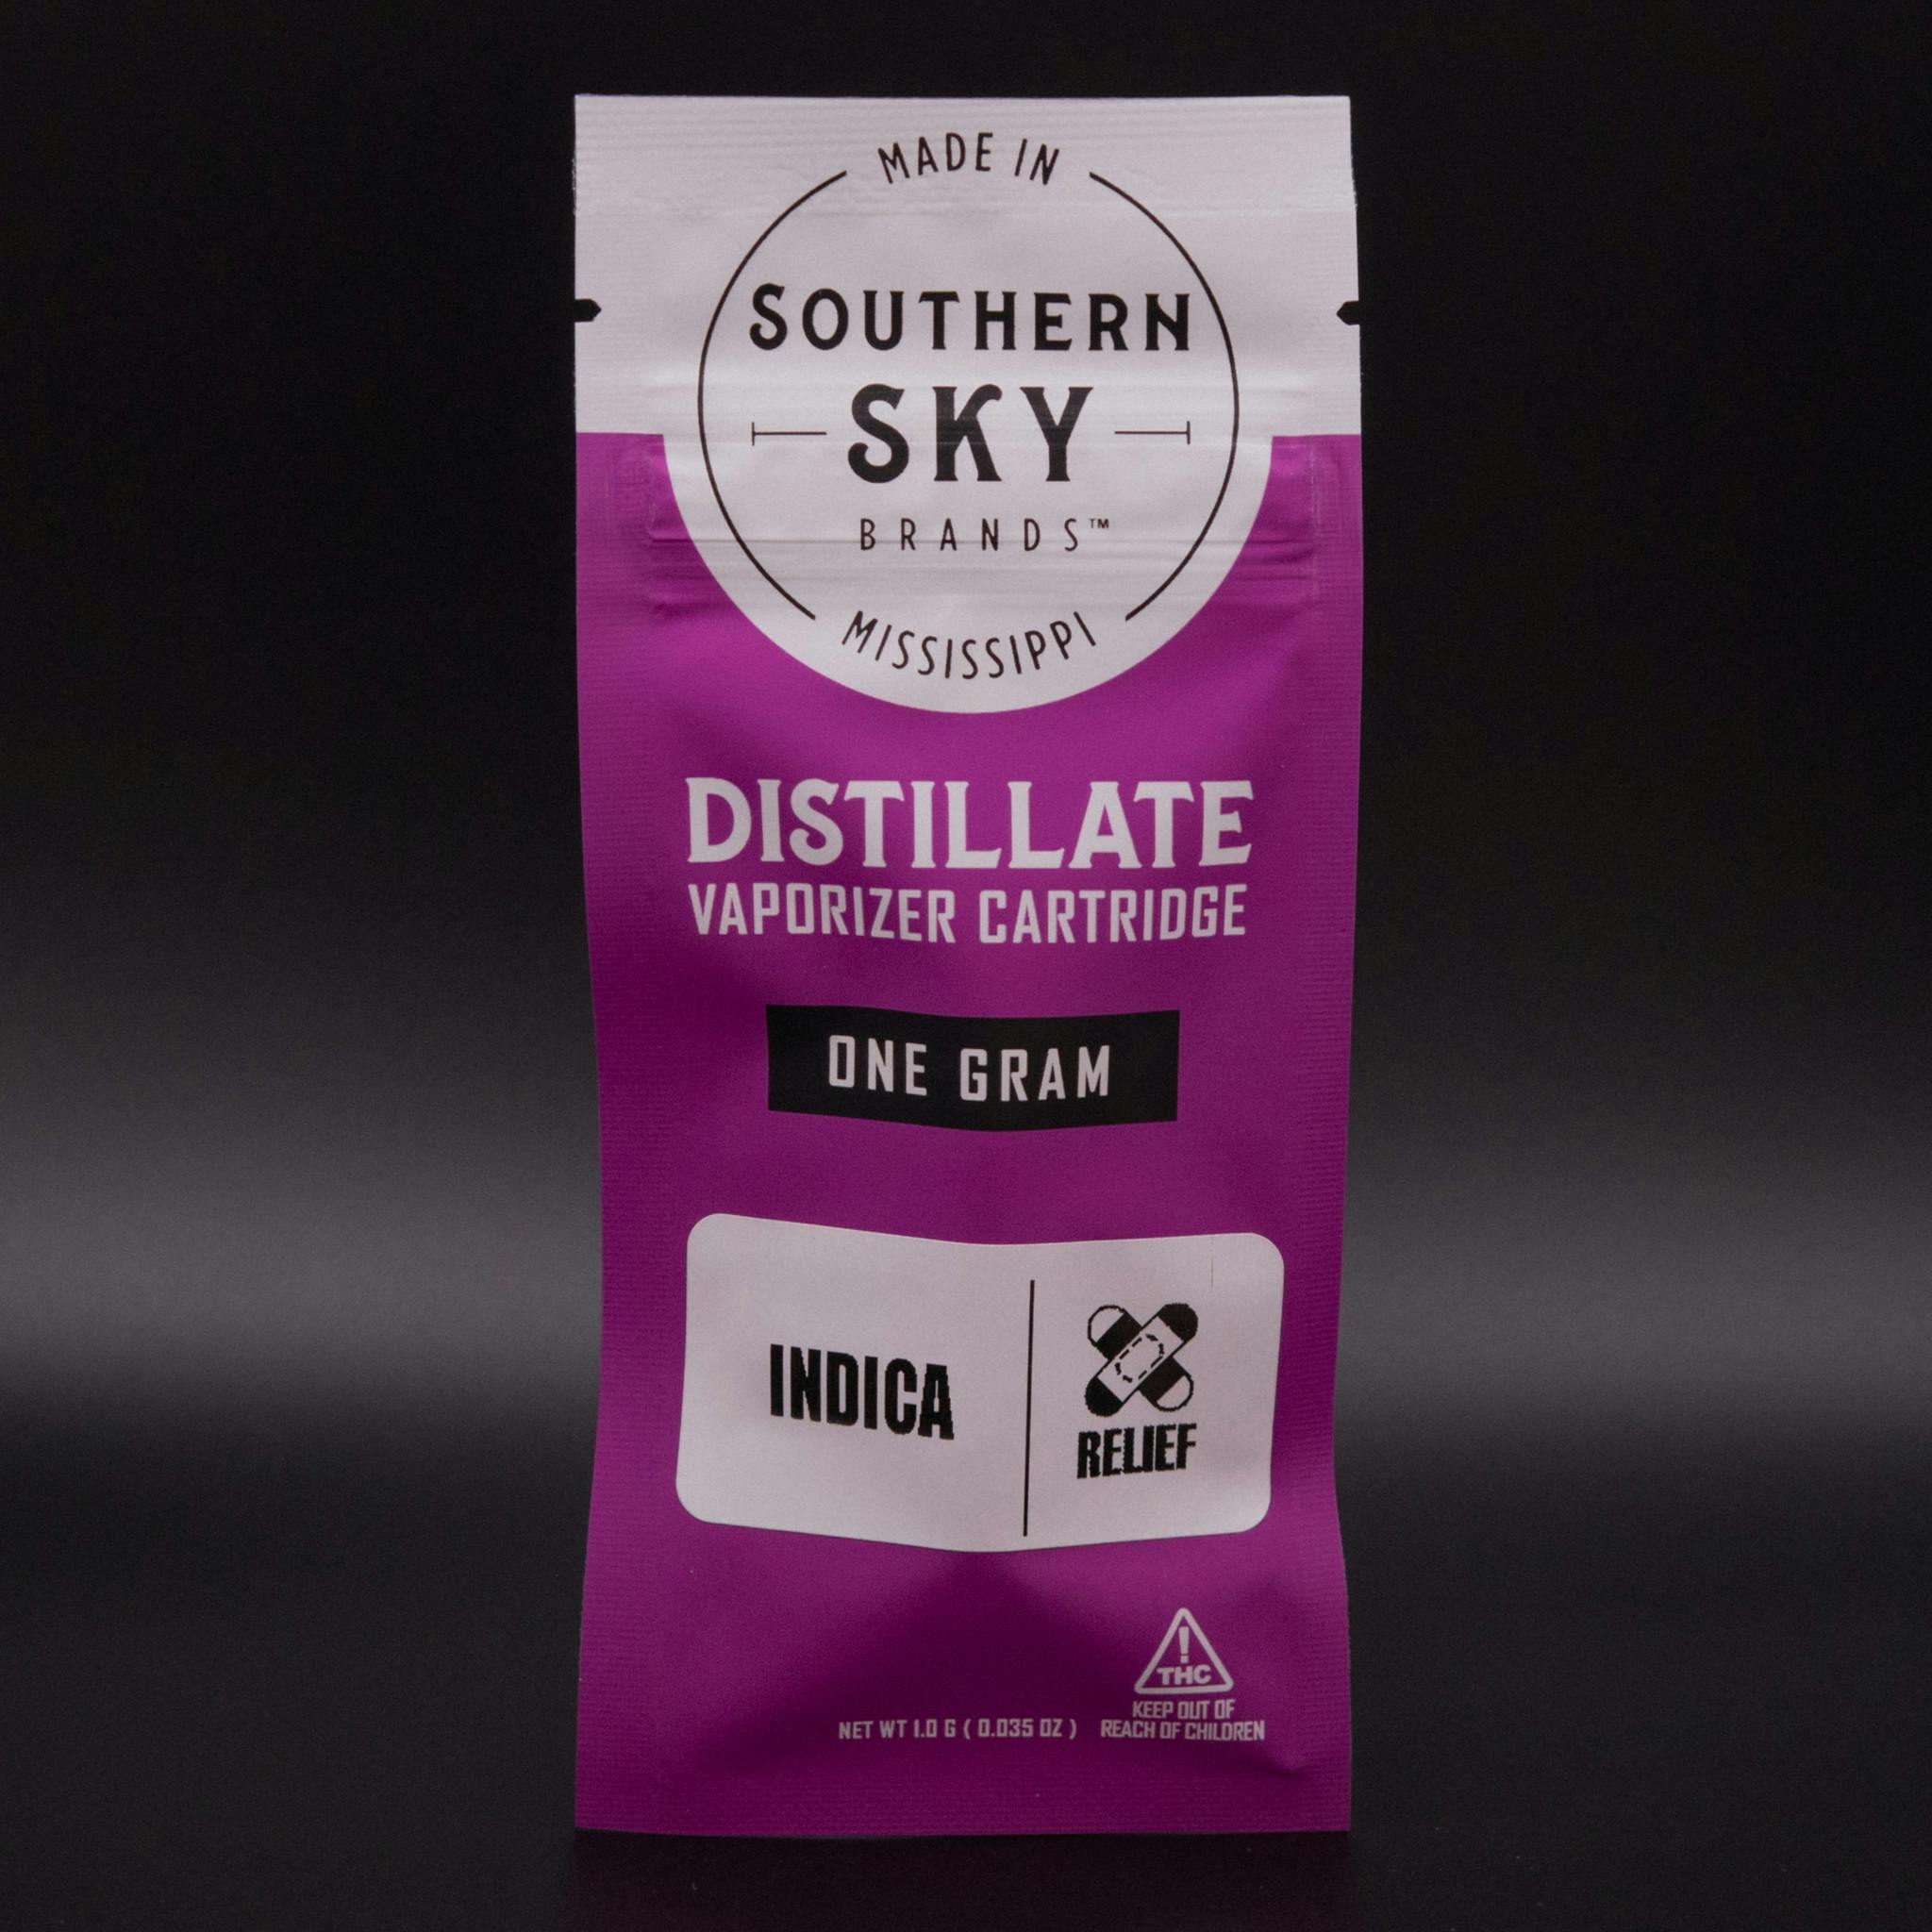 MADE IN
SOUTHERN
SKY
BRANDS™
MISSISSIPPI
DISTILLATE
VAPORIZER CARTRIDGE
ONE GRAM
INDICA
RELIEF
!
THC
KEEP OUT OF
REACH OF CHILDREN
NET WT 1.0 G ( 0.035 OZ )